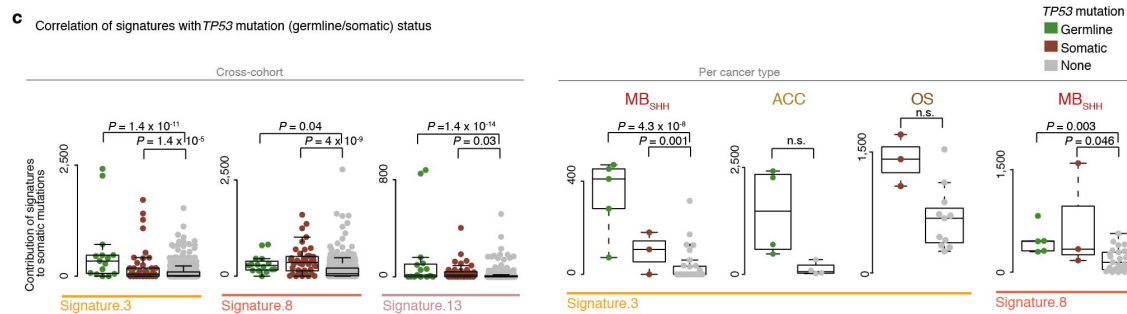 c
Correlation of signatures with TP53 mutation (germline/somatic) status
TP53 mutation
Germline
Somatic
None
Cross-cohort
Per cancer type
MBSHH
ACC
OS
MBSHH
Contribution of signatures
to somatic mutations
P = 1.4 x 10-11
P = 1.4 x 10-5
2,500
0
Signature.3
P = 0.04
P = 4 x 10-9
2,500
0
Signature.8
P =1.4 x 10-14
P = 0.03
800
0
Signature.13
P = 4.3 x 10-8
P = 0.001
400
0
n.s.
2,500
0
n.s.
1,500
0
Signature.3
P = 0.003
P = 0.046
1,500
0
Signature.8